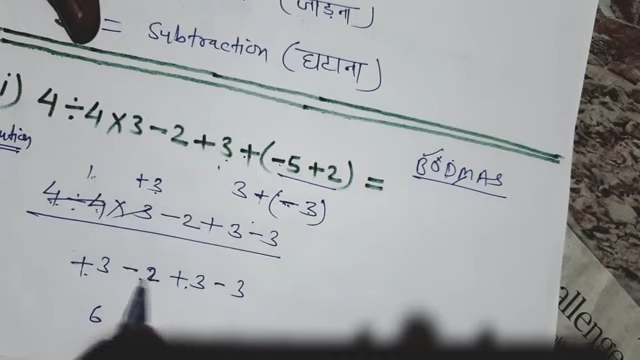 (जोड़ना)
= Subtraction (घटाना)
i) 4÷4×3-2+3+(-5+2) =
BODMAS
1 +3 3+(-3)
4÷4×3-2+3-3
+3-2+3-3
6
allenge